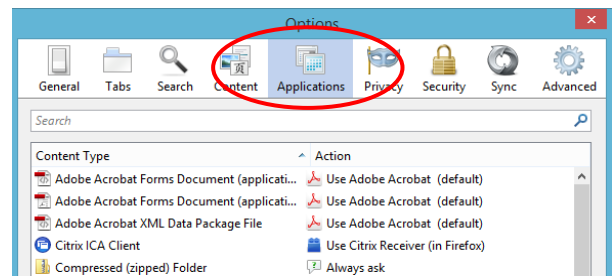 Options
General Tabs Search Content Applications Privacy Security Sync Advanced
Search
Content Type Action
Adobe Acrobat Forms Document (applicati... Use Adobe Acrobat (default)
Adobe Acrobat Forms Document (applicati... Use Adobe Acrobat (default)
Adobe Acrobat XML Data Package File Use Adobe Acrobat (default)
Citrix ICA Client Use Citrix Receiver (in Firefox)
Compressed (zipped) Folder Always ask